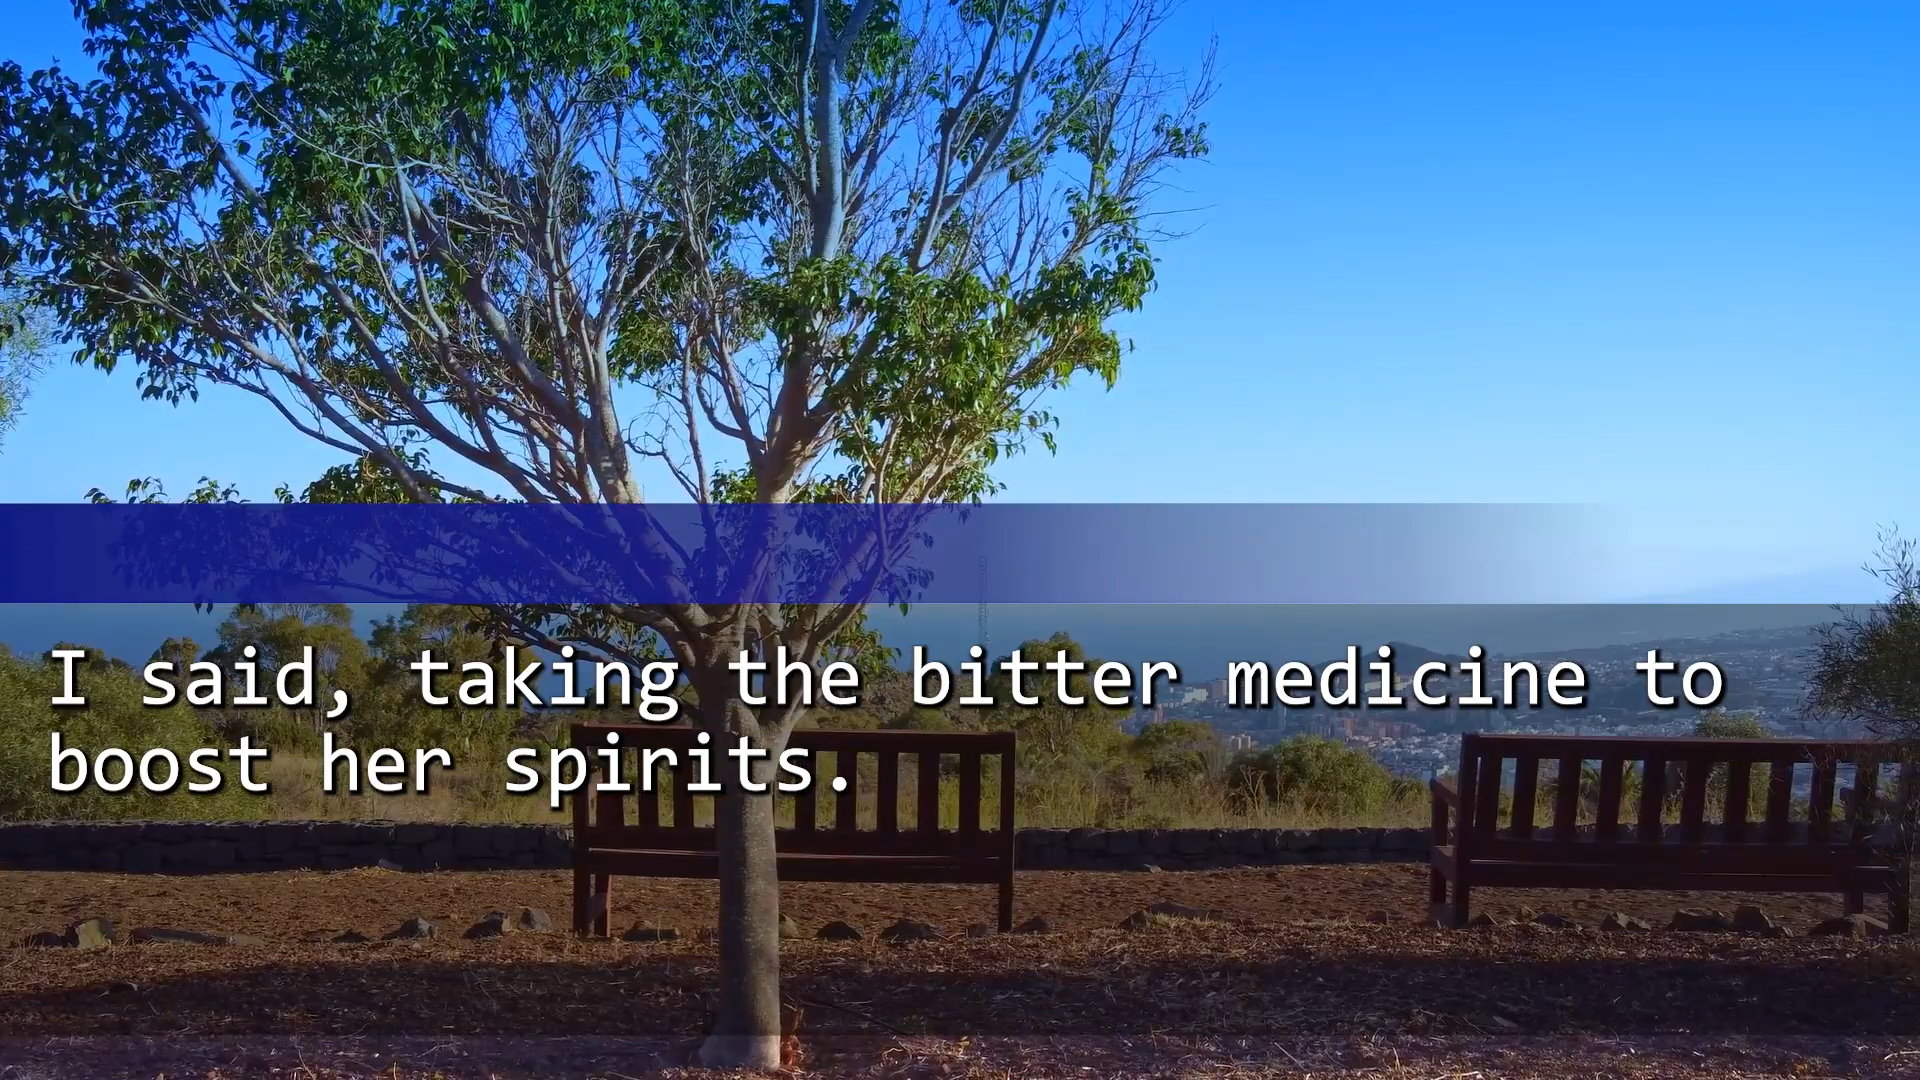 I said, taking the bitter medicine to
boost her spirits.